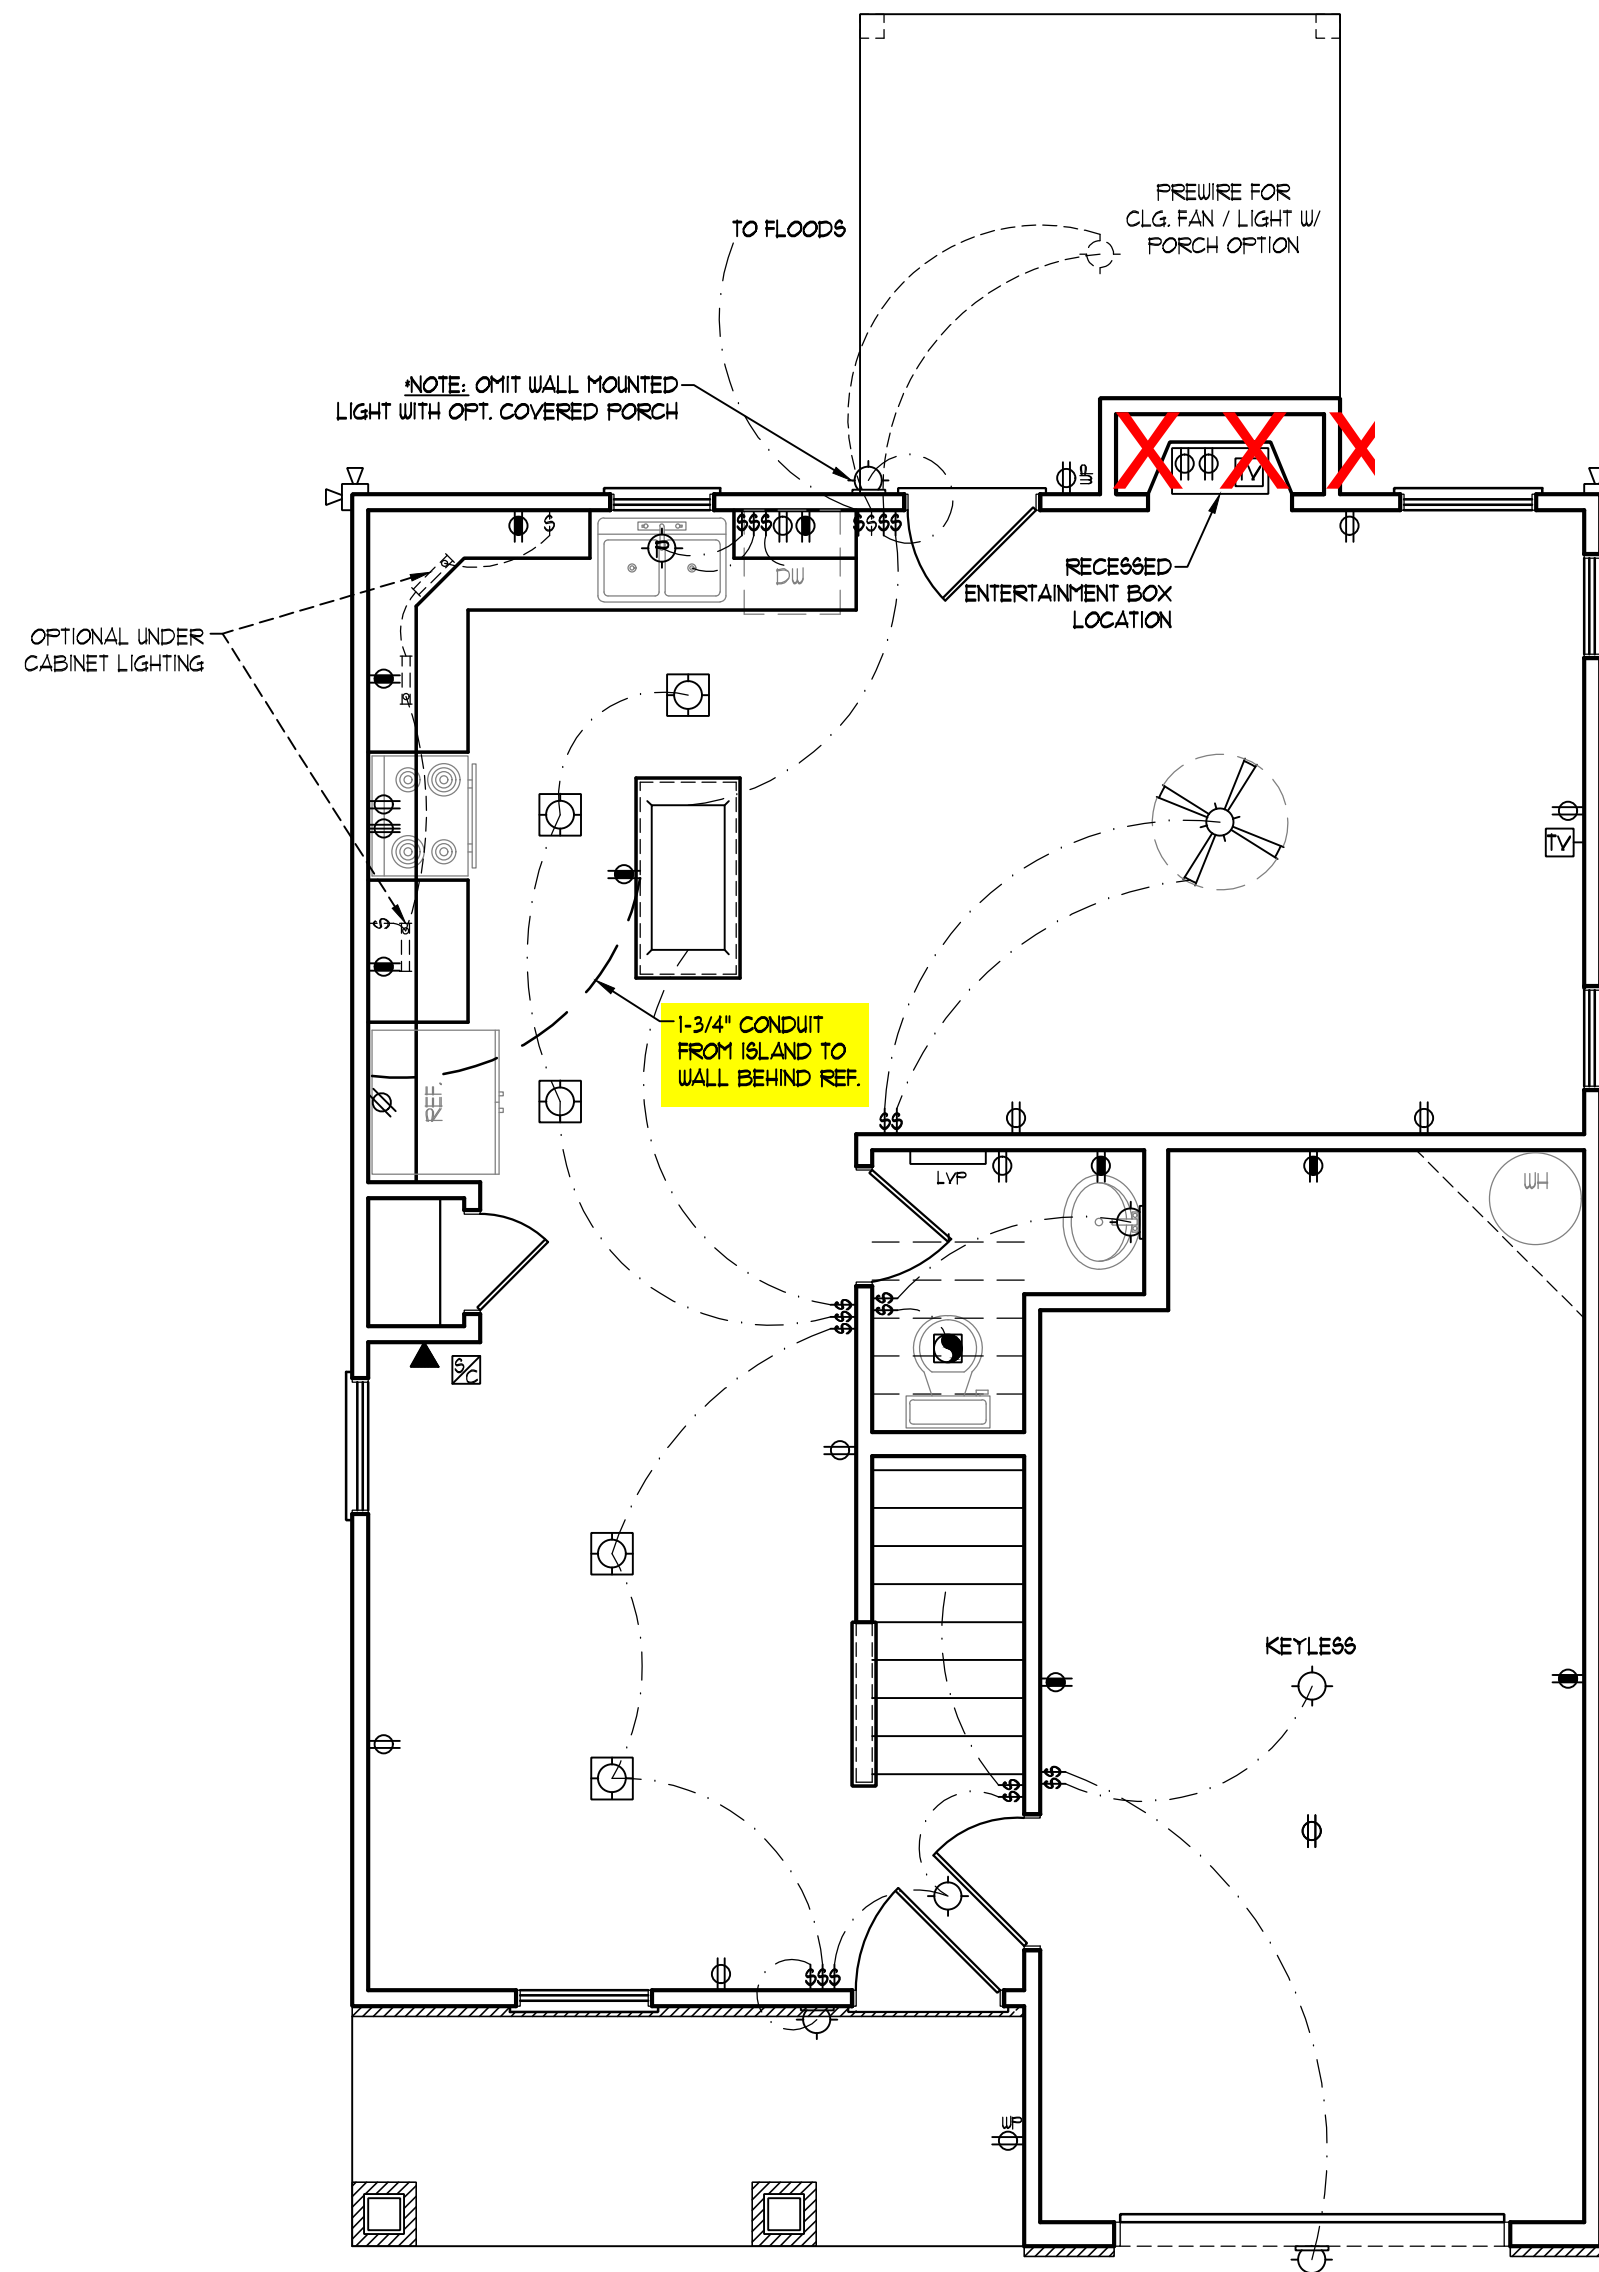 PREWIRE FOR
CLG. FAN / LIGHT W/
PORCH OPTION
TO FLOODS
*NOTE: OMIT WALL MOUNTED
LIGHT WITH OPT. COVERED PORCH
WP
TV
$
$$$
$$$$
P
DW
RECESSED
ENTERTAINMENT BOX
LOCATION
OPTIONAL UNDER
CABINET LIGHTING
TV
$
1-3/4" CONDUIT
FROM ISLAND TO
WALL BEHIND REF.
REF.
$$
LVP
WH
$$$
$$
S/C
KEYLESS
$$
$$
$$$
WP